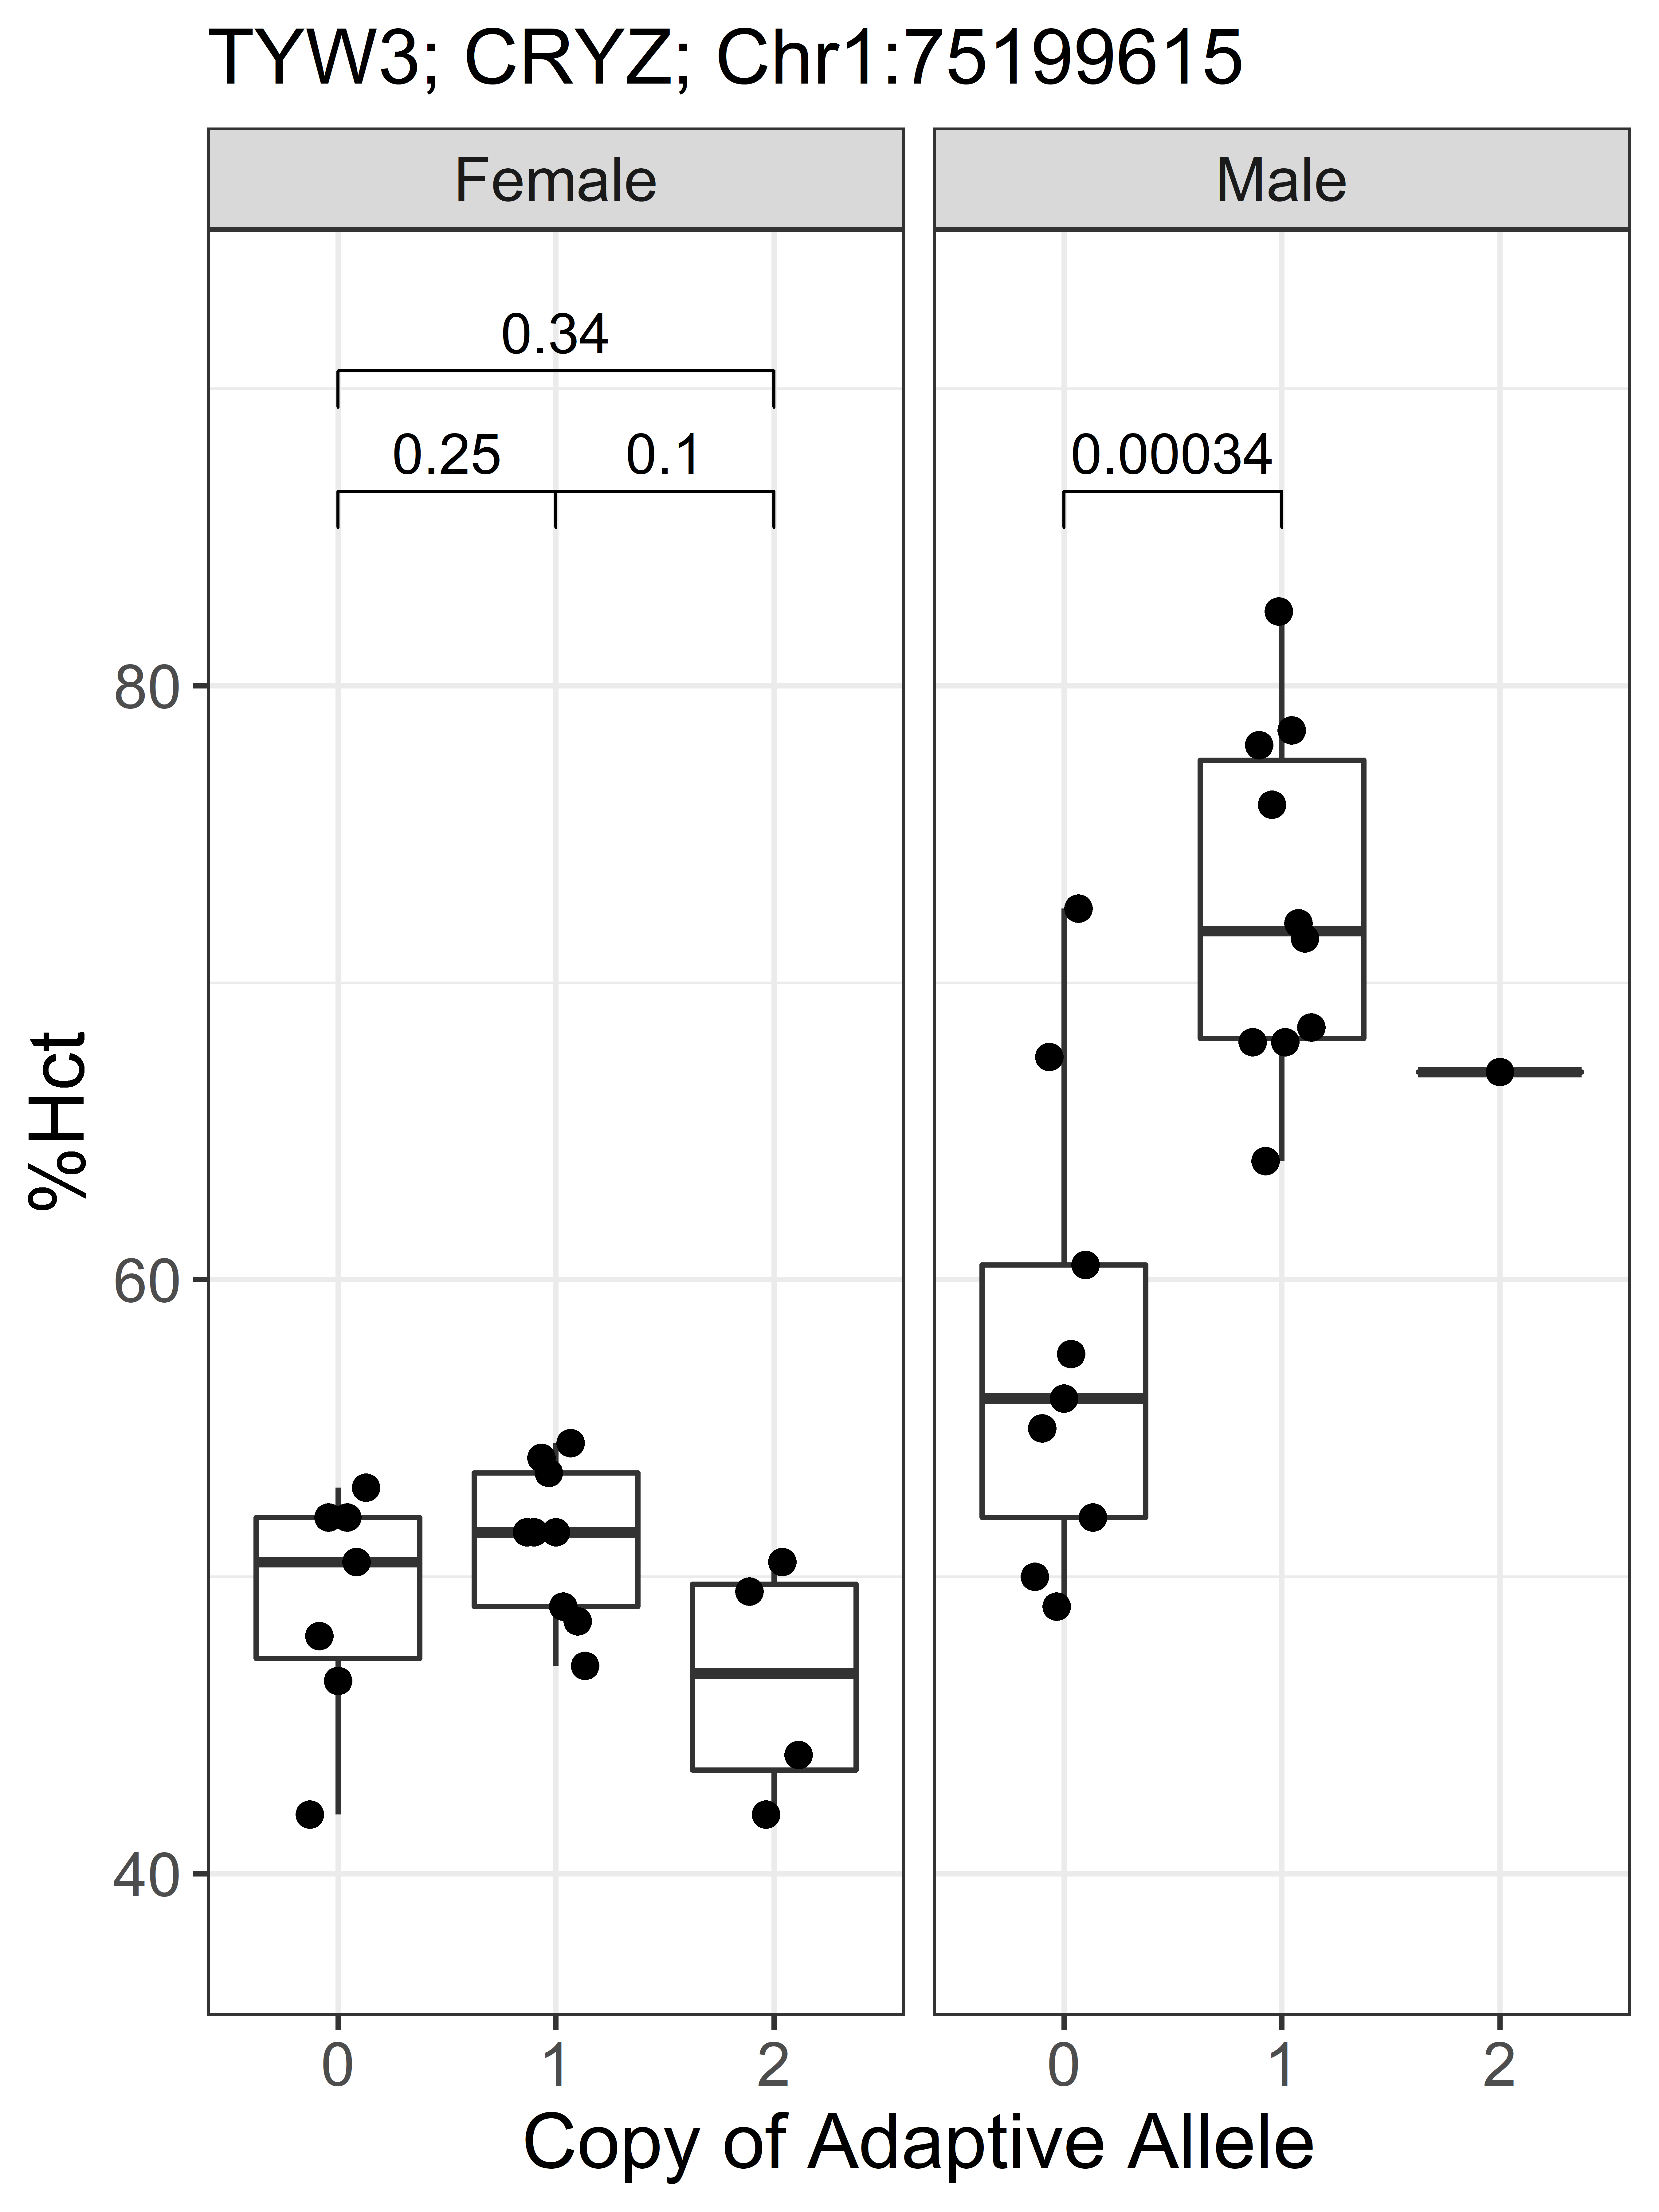 TYW3; CRYZ; Chr1:75199615
Female
Male
0.34
0.25
0.1
0.00034
80
60
40
%Hct
0
1
2
0
1
2
Copy of Adaptive Allele